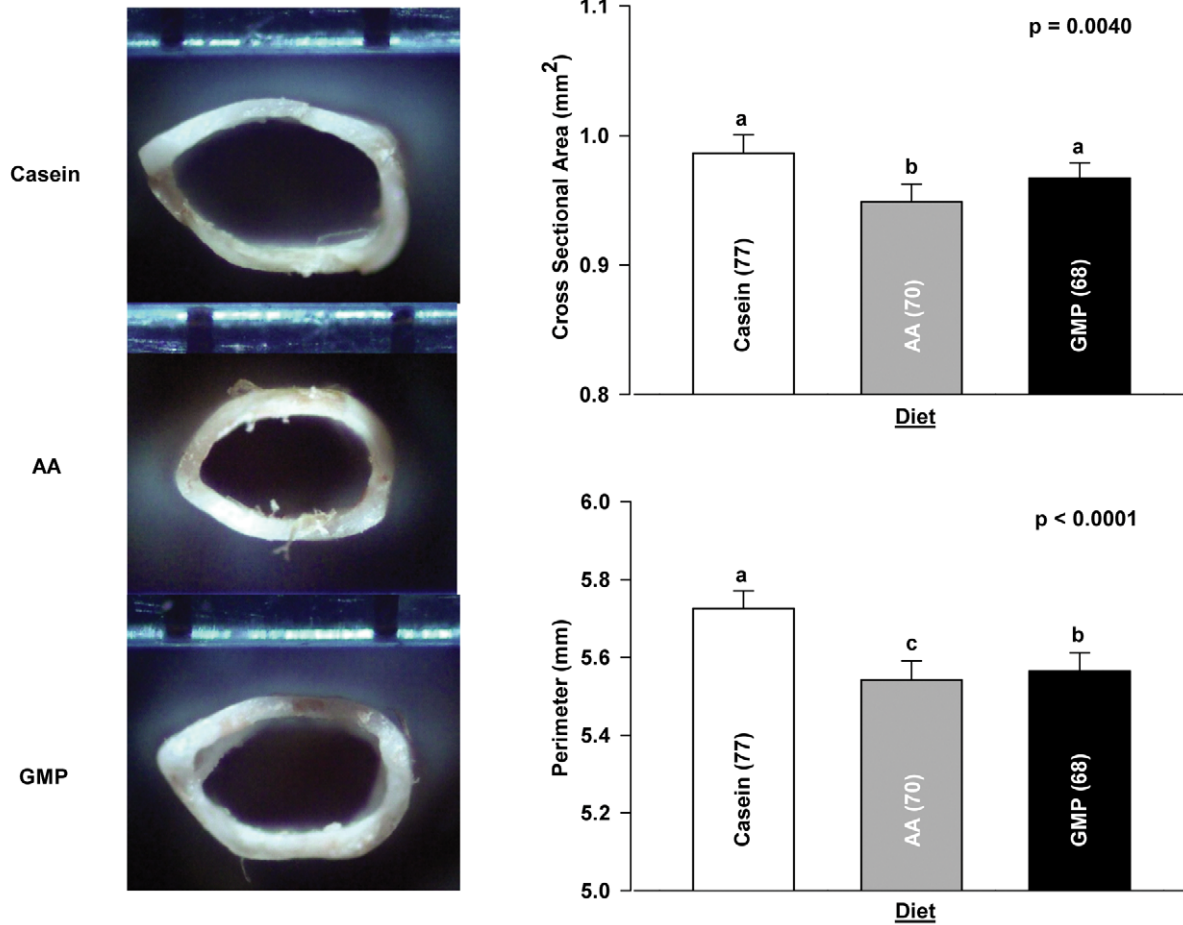 Casein
AA
GMP
1.1
1.0
0.9
0.8
Cross Sectional Area (mm²)
p = 0.0040
a
b
a
Casein (77)
AA (70)
GMP (68)
Diet
6.0
5.8
5.6
5.4
5.2
5.0
Perimeter (mm)
p < 0.0001
a
c
b
Casein (77)
AA (70)
GMP (68)
Diet